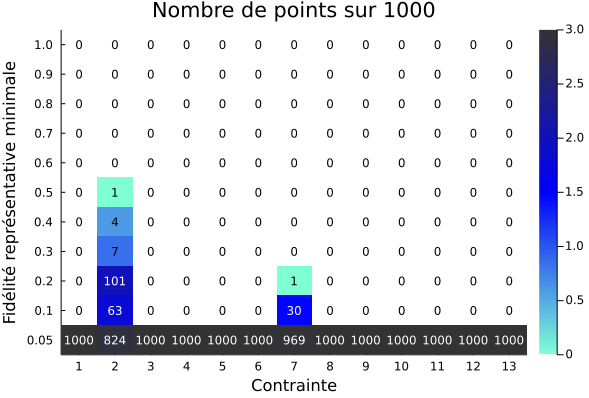 Nombre de points sur 1000
Fidélité représentative minimale
1.0 0 0 0 0 0 0 0 0 0 0 0 0 0
0.9 0 0 0 0 0 0 0 0 0 0 0 0 0
0.8 0 0 0 0 0 0 0 0 0 0 0 0 0
0.7 0 0 0 0 0 0 0 0 0 0 0 0 0
0.6 0 0 0 0 0 0 0 0 0 0 0 0 0
0.5 0 1 0 0 0 0 0 0 0 0 0 0 0
0.4 0 4 0 0 0 0 0 0 0 0 0 0 0
0.3 0 7 0 0 0 0 0 0 0 0 0 0 0
0.2 0 101 0 0 0 0 1 0 0 0 0 0 0
0.1 0 63 0 0 0 0 30 0 0 0 0 0 0
0.05 1000 824 1000 1000 1000 1000 969 1000 1000 1000 1000 1000 1000
1 2 3 4 5 6 7 8 9 10 11 12 13
Contrainte
3.0
2.5
2.0
1.5
1.0
0.5
0